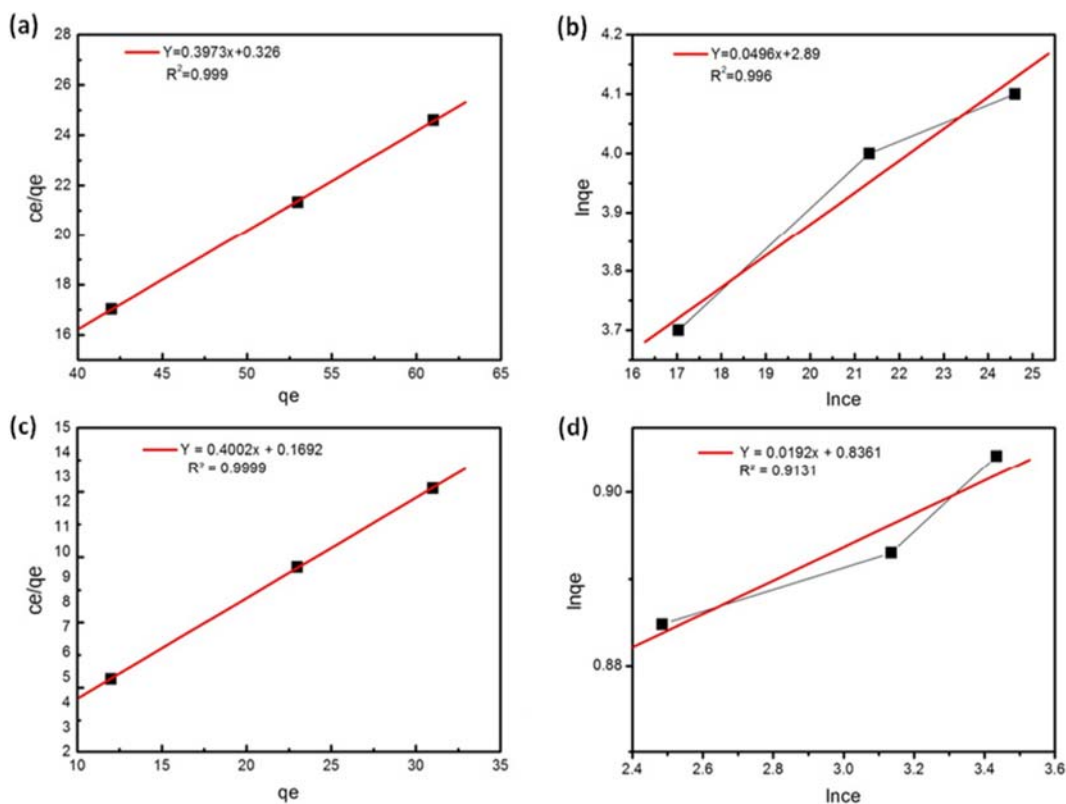 (a)
Y=0.3973x+0.326
R²=0.999
28
26
24
22
20
18
16
ce/qe
40 45 50 55 60 65
qe
(b)
Y=0.0496x+2.89
R²=0.996
4.2
4.1
4.0
3.9
3.8
3.7
lnqe
16 17 18 19 20 21 22 23 24 25
lnce
(c)
Y = 0.4002x + 0.1692
R² = 0.9999
15
14
13
12
11
10
9
8
7
6
5
4
3
2
ce/qe
10 15 20 25 30 35
qe
(d)
Y = 0.0192x + 0.8361
R² = 0.9131
0.90
0.88
lnqe
2.4 2.6 2.8 3.0 3.2 3.4 3.6
lnce